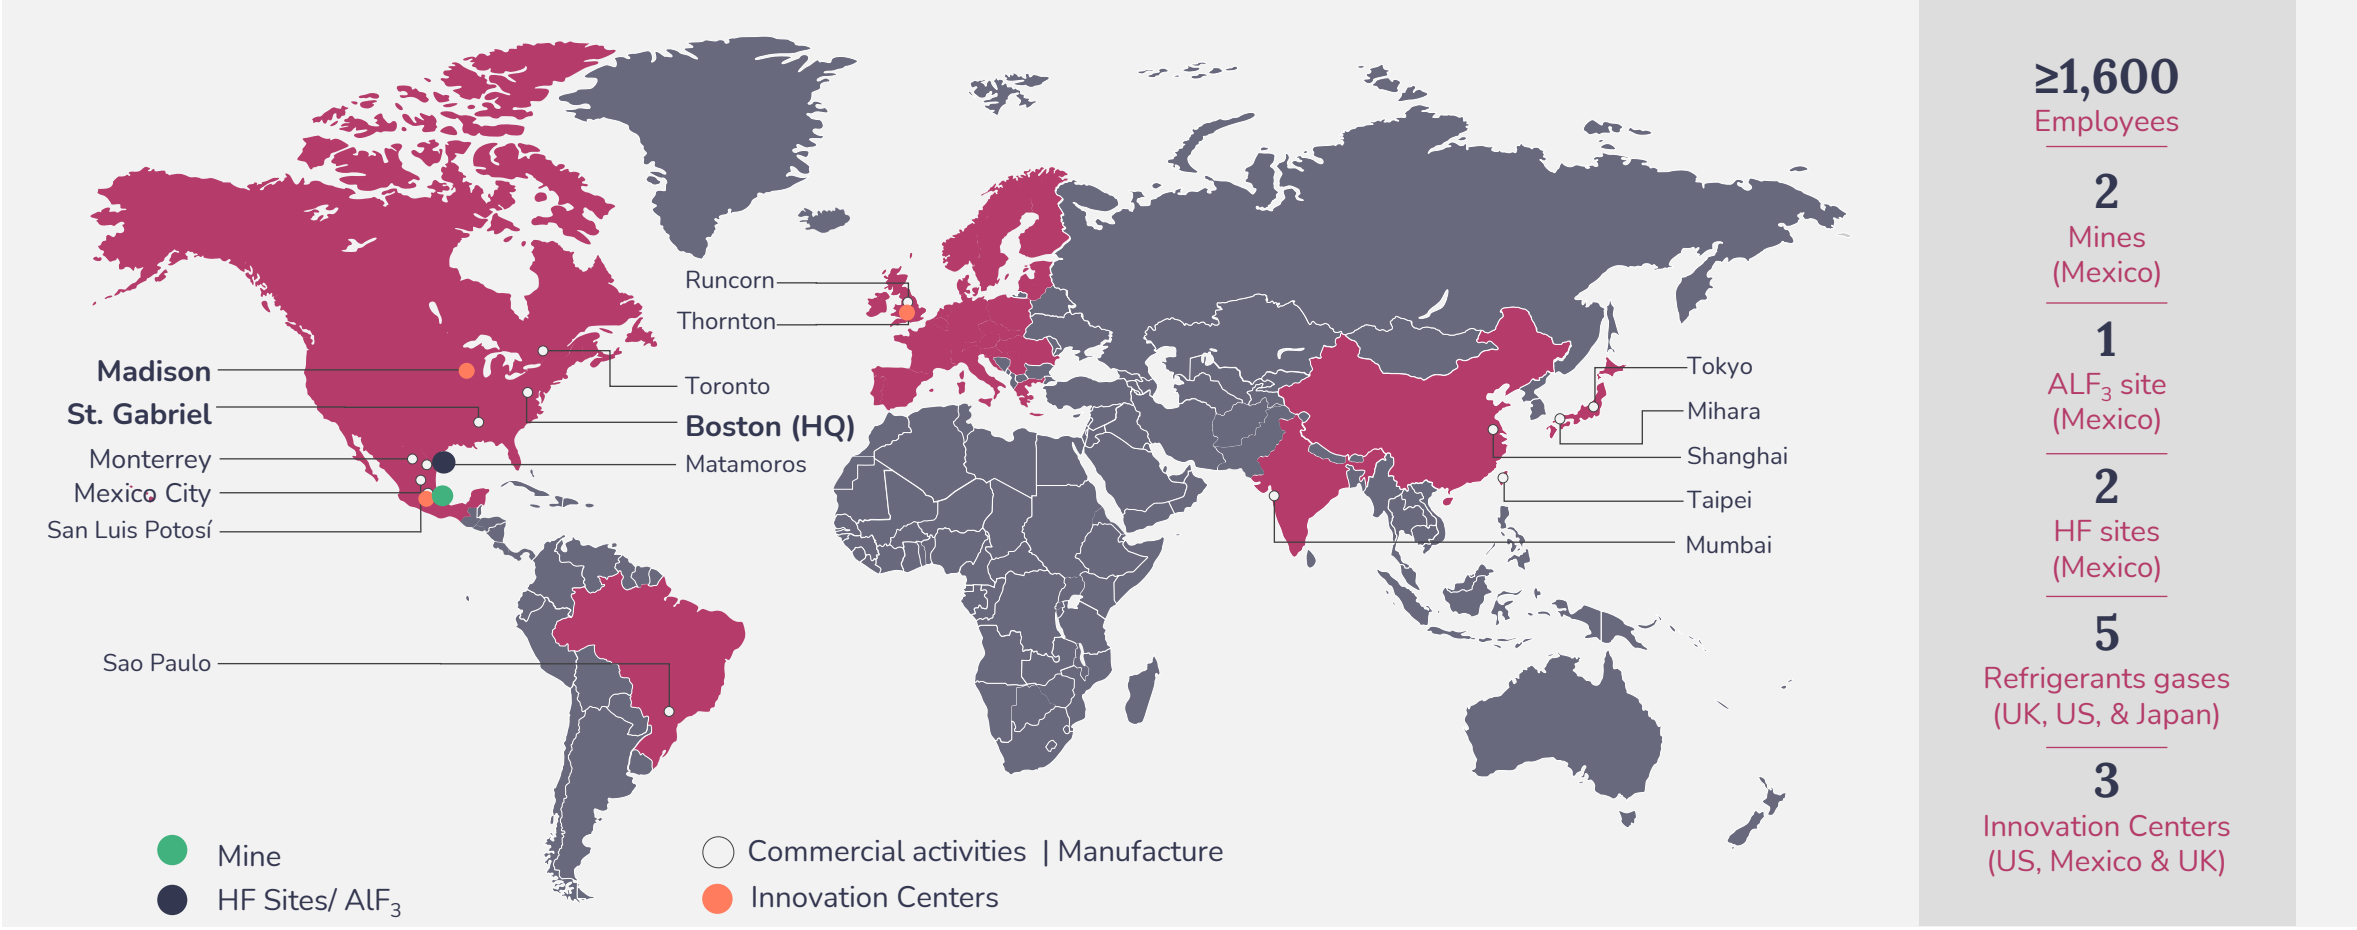 Runcorn
Thornton
Madison
St. Gabriel
Monterrey
Mexico City
San Luis Potosí
Sao Paulo
Toronto
Boston (HQ)
Matamoros
Tokyo
Mihara
Shanghai
Taipei
Mumbai
Mine
HF Sites/ AlF₃
Commercial activities | Manufacture
Innovation Centers
≥1,600
Employees
2
Mines
(Mexico)
1
ALF₃ site
(Mexico)
2
HF sites
(Mexico)
5
Refrigerants gases
(UK, US, & Japan)
3
Innovation Centers
(US, Mexico & UK)